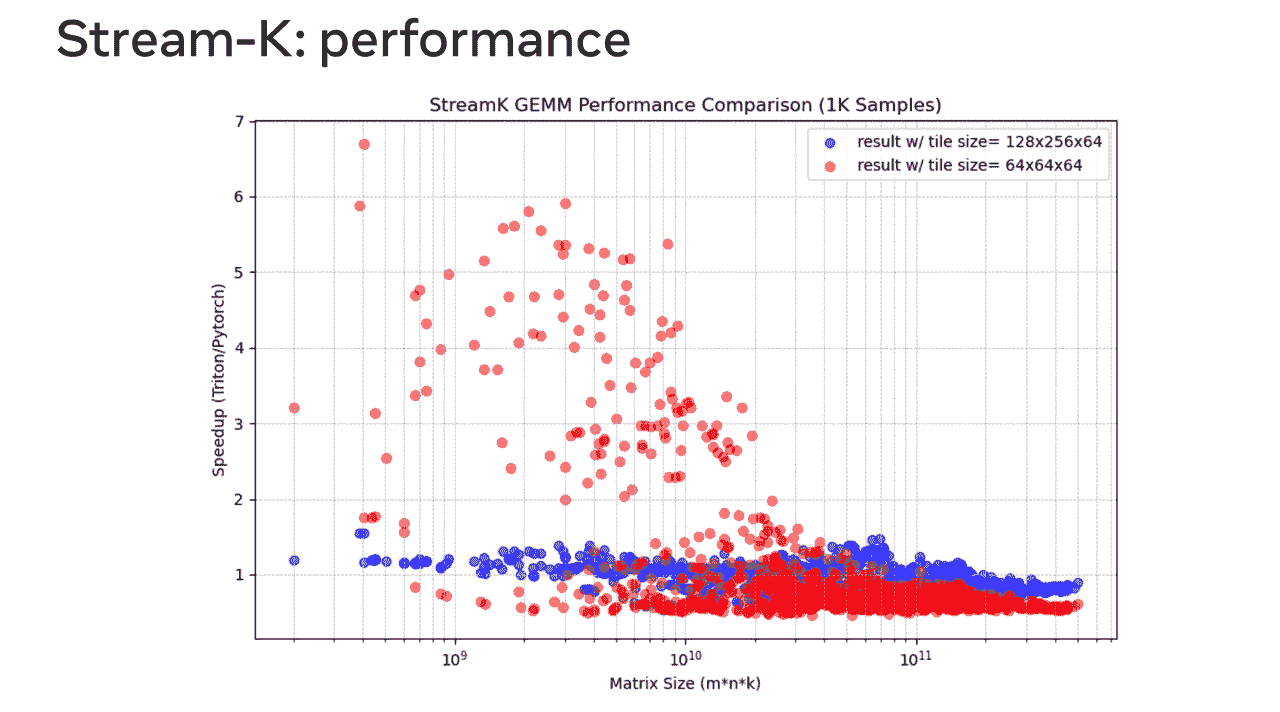 Stream-K: performance
StreamK GEMM Performance Comparison (1K Samples)
result w/ tile size= 128x256x64
result w/ tile size= 64x64x64
Speedup (Triton/Pytorch)
7
6
5
4
3
2
1
10⁹
10¹⁰
10¹¹
Matrix Size (m*n*k)